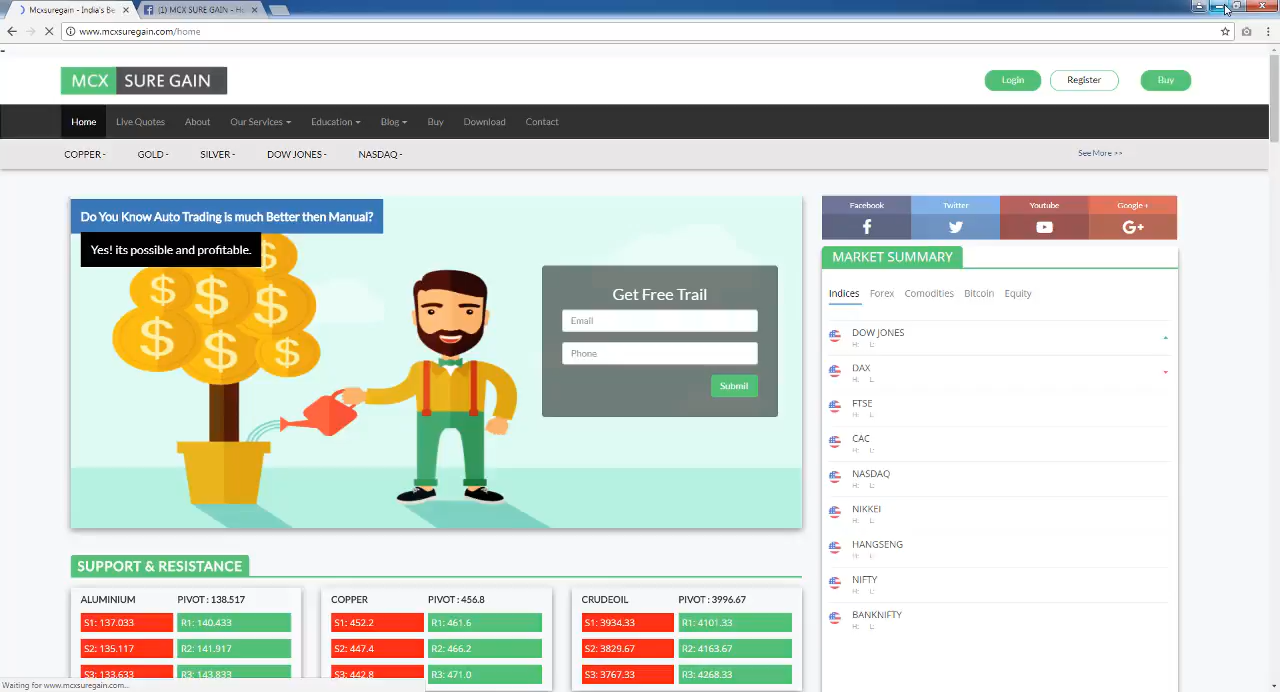 Mcxsuregain - India's Be
(1) MCX SURE GAIN - H
www.mcxsuregain.com/home
MCX SURE GAIN
Login Register Buy
Home Live Quotes About Our Services Education Blog Buy Download Contact
COPPER - GOLD - SILVER - DOW JONES - NASDAQ - See More >>
Do You Know Auto Trading is much Better then Manual?
Yes! its possible and profitable.
Get Free Trail
Email
Phone
Submit
Facebook Twitter Youtube Google +
MARKET SUMMARY
Indices Forex Comodities Bitcoin Equity
DOW JONES
H: L:
DAX
H: L:
FTSE
H: L:
CAC
H: L:
NASDAQ
H: L:
NIKKEI
H: L:
HANGSENG
H: L:
NIFTY
H: L:
BANKNIFTY
H: L:
SUPPORT & RESISTANCE
ALUMINIUM PIVOT : 138.517
S1: 137.033 R1: 140.433
S2: 135.117 R2: 141.917
S3: 133.633 R3: 143.833
COPPER PIVOT : 456.8
S1: 452.2 R1: 461.6
S2: 447.4 R2: 466.2
S3: 442.8 R3: 471.0
CRUDEOIL PIVOT : 3996.67
S1: 3934.33 R1: 4101.33
S2: 3829.67 R2: 4163.67
S3: 3767.33 R3: 4268.33
Waiting for www.mcxsuregain.com...